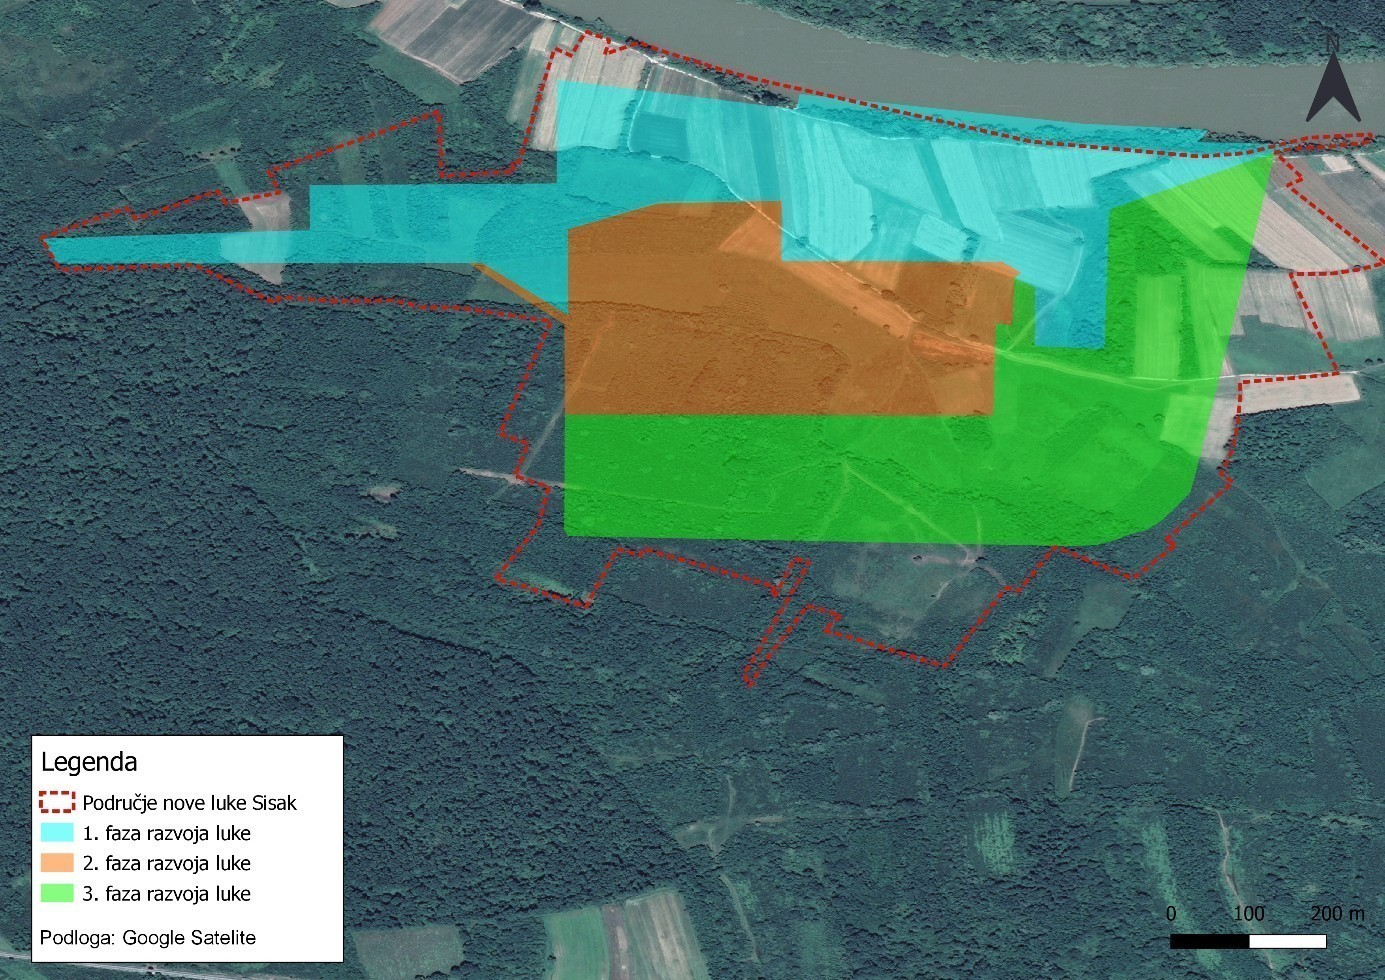 N
Legenda
Područje nove luke Sisak
1. faza razvoja luke
2. faza razvoja luke
3. faza razvoja luke
Podloga: Google Satelite
0 100 200 m